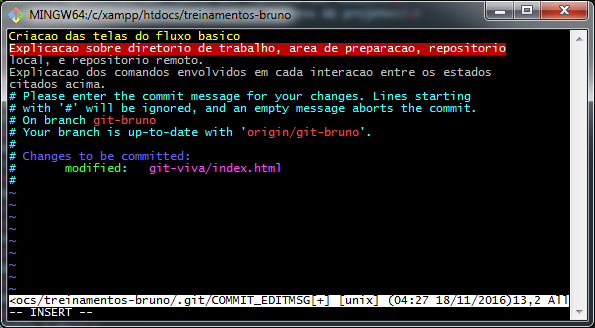 MINGW64:/c/xampp/htdocs/treinamentos-bruno
Criacao das telas do fluxo basico
Explicacao sobre diretorio de trabalho, area de preparacao, repositorio
local, e repositorio remoto.
Explicacao dos comandos envolvidos em cada interacao entre os estados
citados acima.
# Please enter the commit message for your changes. Lines starting
# with '#' will be ignored, and an empty message aborts the commit.
# On branch git-bruno
# Your branch is up-to-date with 'origin/git-bruno'.
#
# Changes to be committed:
#       modified:   git-viva/index.html
#
~
~
~
~
~
~
~
~
~
<ocs/treinamentos-bruno/.git/COMMIT_EDITMSG[+] [unix] (04:27 18/11/2016)13,2 All
-- INSERT --